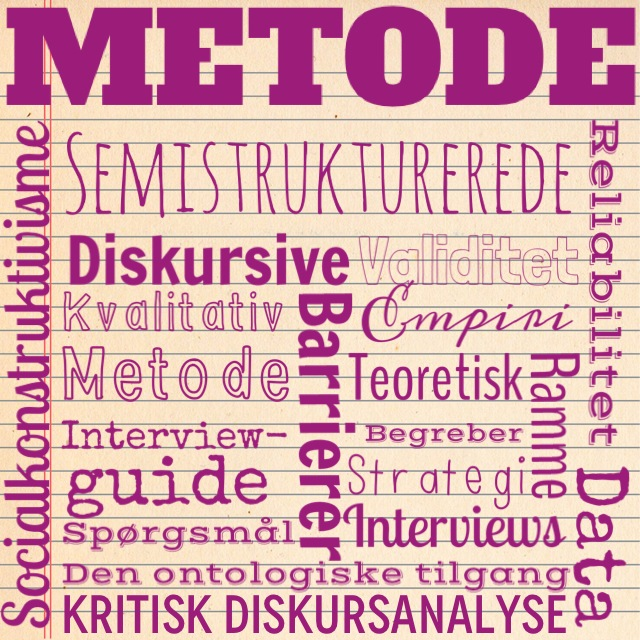 METODE
Socialkonstruktivisme
SEMISTRUKTUREREDE
Reliabilitet
Diskursive
Validitet
Kvalitativ
Barrierer
Empiri
Metode
Teoretisk
Ramme
Interview-
guide
Begreber
Strategi
Spørgsmål
Interviews
Data
Den ontologiske tilgang
KRITISK DISKURSANALYSE